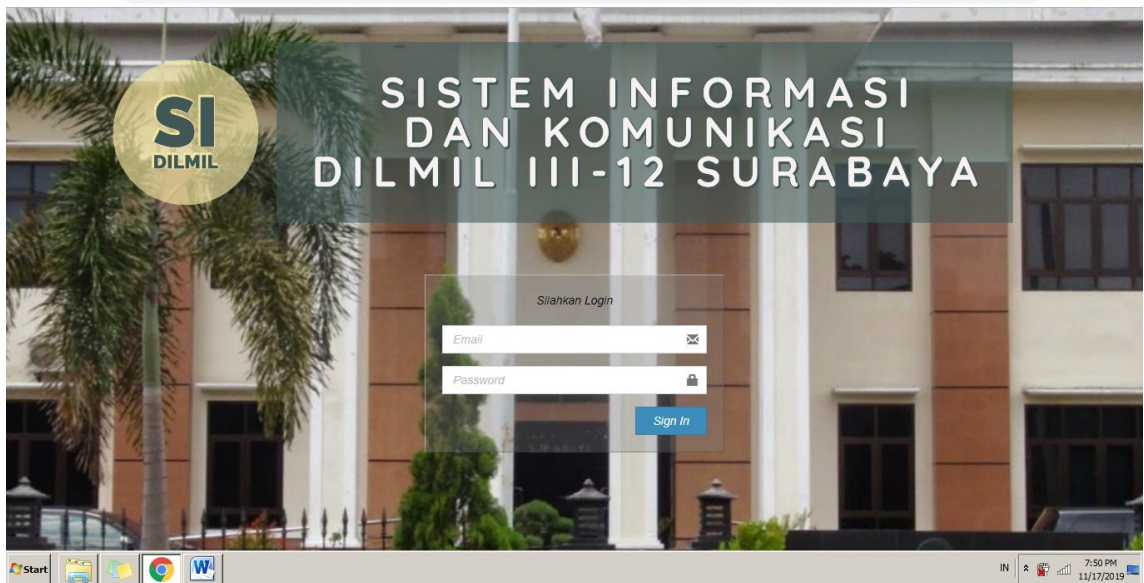 SI
DILMIL
SISTEM INFORMASI
DAN KOMUNIKASI
DILMIL III-12 SURABAYA
Silahkan Login
Email
Password
Sign In
SURABAYA
Start
IN
7:50 PM
11/17/2019